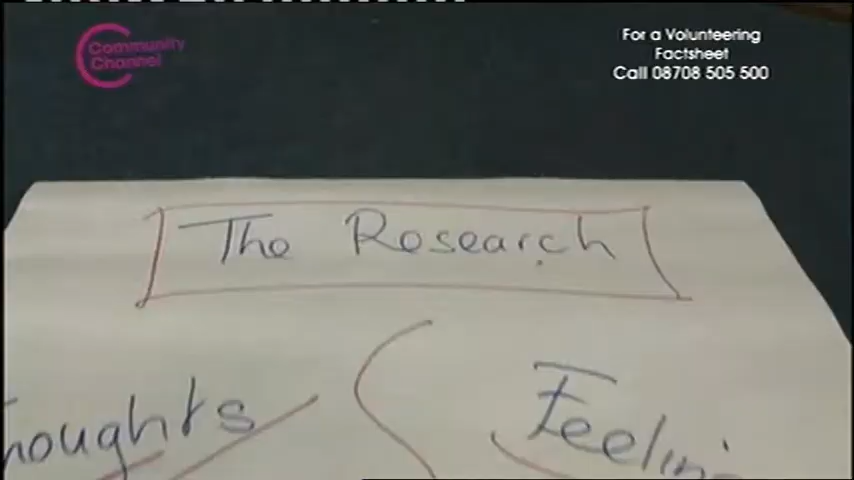 Community
Channel
For a Volunteering
Factsheet
Call 08708 505 500
The Research
houghts
Feelin